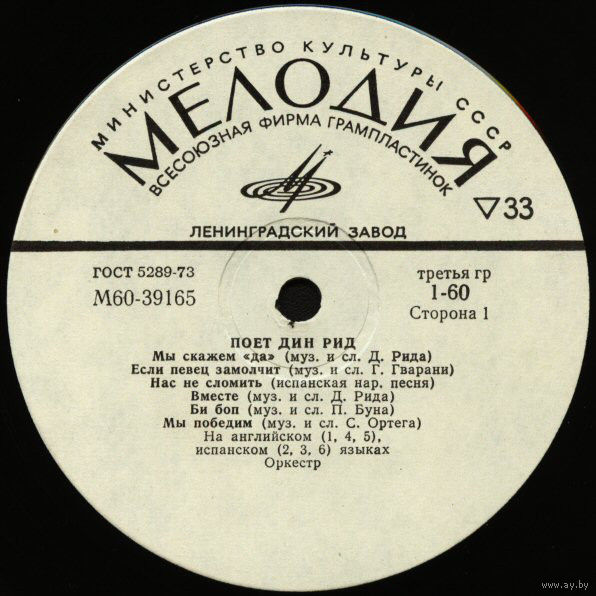 МИНИСТЕРСТВО КУЛЬТУРЫ СССР
МЕЛОДИЯ
ВСЕСОЮЗНАЯ ФИРМА ГРАМПЛАСТИНОК
▽33
ЛЕНИНГРАДСКИЙ ЗАВОД
ГОСТ 5289-73
М60-39165
третья гр
1-60
Сторона 1
ПОЕТ ДИН РИД
Мы скажем «да» (муз. и сл. Д. Рида)
Если певец замолчит (муз. и сл. Г. Гварани)
Нас не сломить (испанская нар. песня)
Вместе (муз. и сл. Д. Рида)
Би боп (муз. и сл. П. Буна)
Мы победим (муз. и сл. С. Ортега)
На английском (1, 4, 5),
испанском (2, 3, 6) языках
Оркестр
www.ay.by